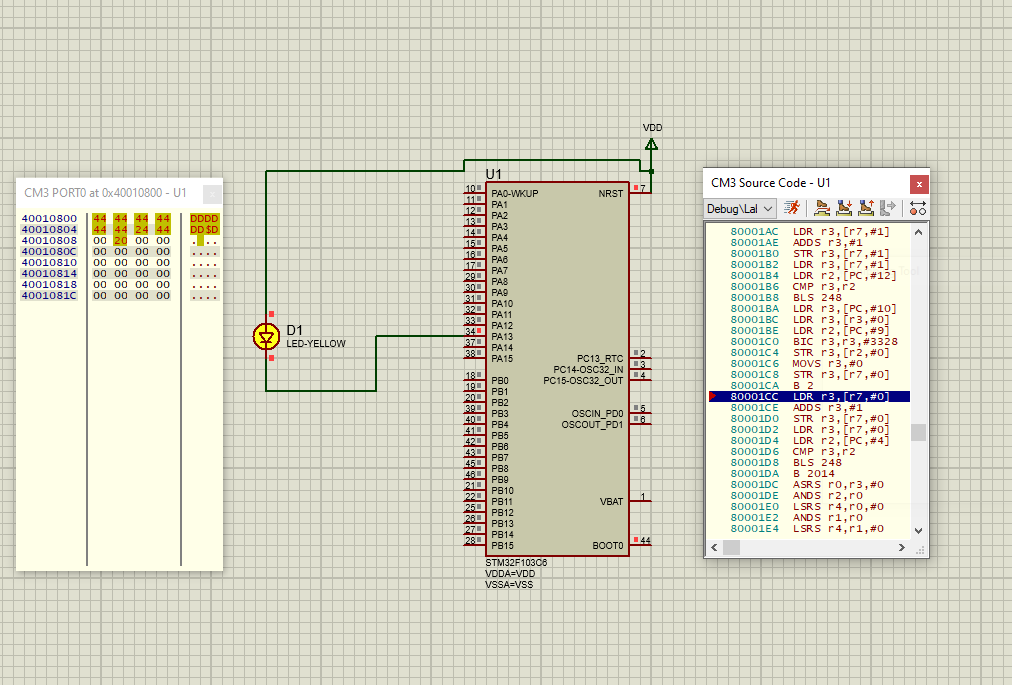 VDD
U1
CM3 PORT0 at 0x40010800 - U1
x
40010800 44 44 44 44 DDDD
40010804 44 44 24 44 DD$D
40010808 00 20 00 00 . ..
4001080C 00 00 00 00 ....
40010810 00 00 00 00 ....
40010814 00 00 00 00 ....
40010818 00 00 00 00 ....
4001081C 00 00 00 00 ....
D1
LED-YELLOW
10 PA0-WKUP
11 PA1
12 PA2
13 PA3
14 PA4
15 PA5
16 PA6
17 PA7
29 PA8
30 PA9
31 PA10
32 PA11
33 PA12
34 PA13
37 PA14
38 PA15
18 PB0
19 PB1
20 PB2
39 PB3
40 PB4
41 PB5
42 PB6
43 PB7
45 PB8
46 PB9
21 PB10
22 PB11
25 PB12
26 PB13
27 PB14
28 PB15
NRST 7
PC13_RTC 2
PC14-OSC32_IN 3
PC15-OSC32_OUT 4
OSCIN_PD0 5
OSCOUT_PD1 6
VBAT 1
BOOT0 44
STM32F103C6
VDDA=VDD
VSSA=VSS
CM3 Source Code - U1
x
Debug\Lal
80001AC LDR r3,[r7,#1]
80001AE ADDS r3,#1
80001B0 STR r3,[r7,#1]
80001B2 LDR r3,[r7,#1]
80001B4 LDR r2,[PC,#12]
80001B6 CMP r3,r2
80001B8 BLS 248
80001BA LDR r3,[PC,#10]
80001BC LDR r3,[r3,#0]
80001BE LDR r2,[PC,#9]
80001C0 BIC r3,r3,#3328
80001C4 STR r3,[r2,#0]
80001C6 MOVS r3,#0
80001C8 STR r3,[r7,#0]
80001CA B 2
80001CC LDR r3,[r7,#0]
80001CE ADDS r3,#1
80001D0 STR r3,[r7,#0]
80001D2 LDR r3,[r7,#0]
80001D4 LDR r2,[PC,#4]
80001D6 CMP r3,r2
80001D8 BLS 248
80001DA B 2014
80001DC ASRS r0,r3,#0
80001DE ANDS r2,r0
80001E0 LSRS r4,r0,#0
80001E2 ANDS r1,r0
80001E4 LSRS r4,r1,#0